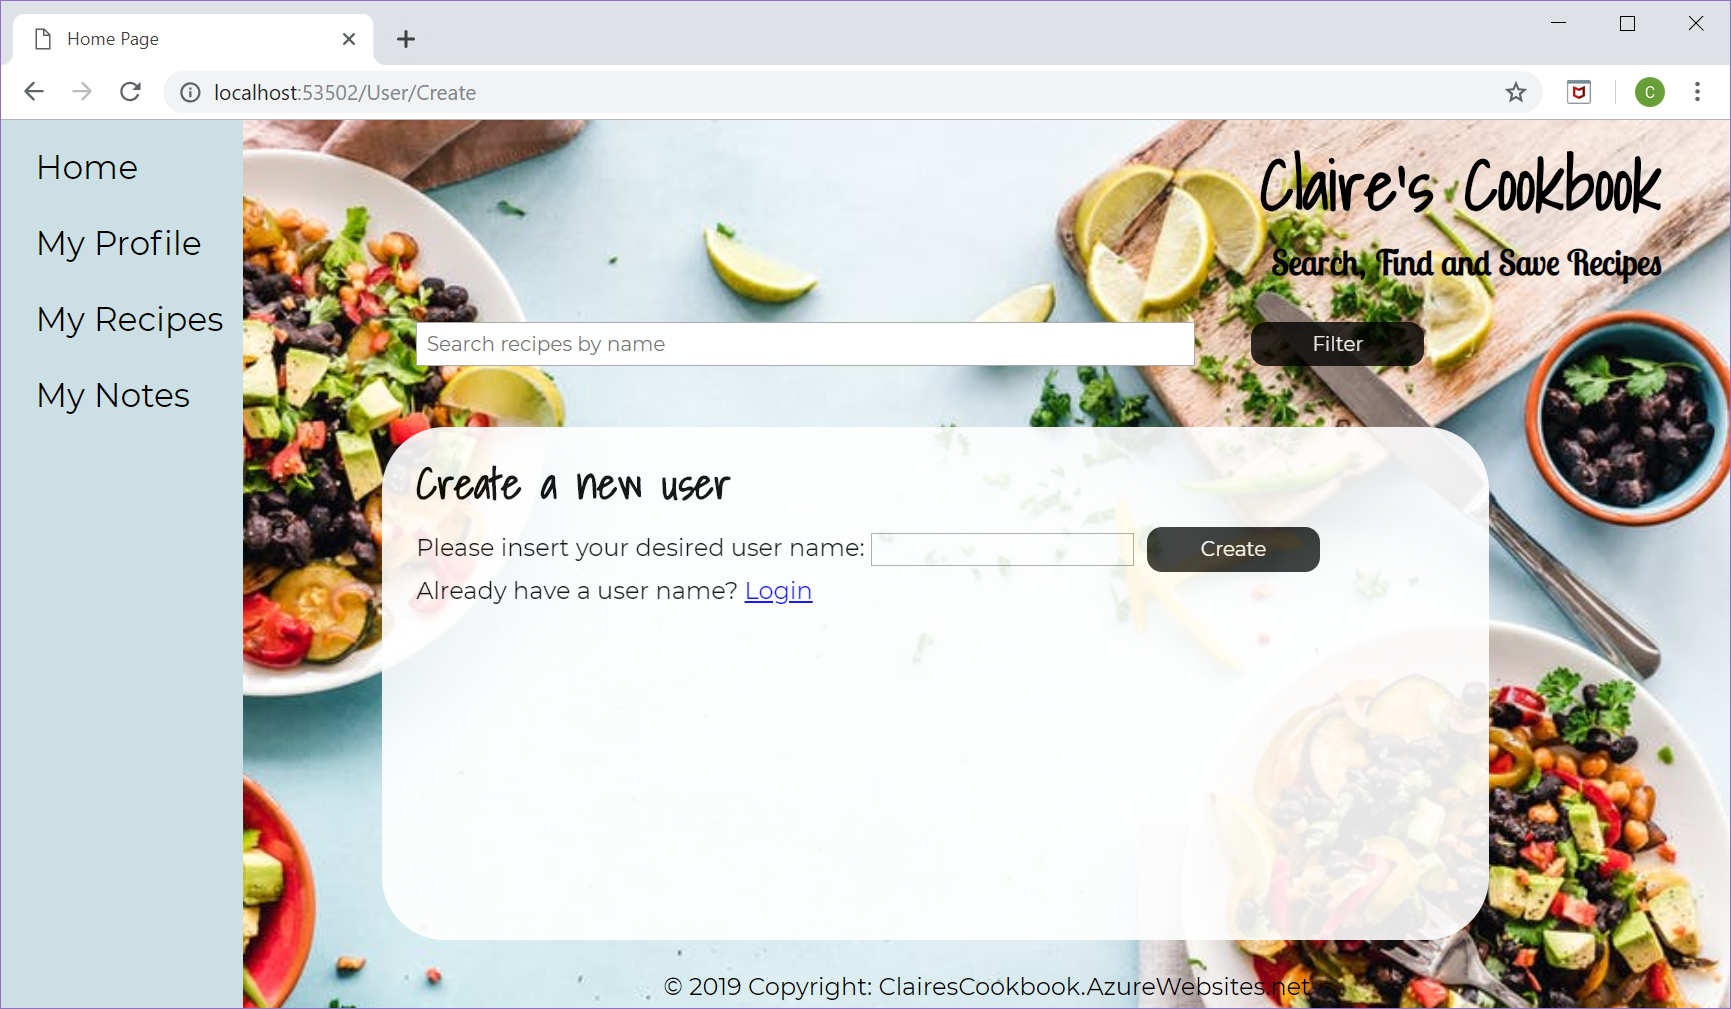 Home Page
localhost:53502/User/Create
C
Home
My Profile
My Recipes
My Notes
Claire's Cookbook
Search, Find and Save Recipes
Search recipes by name
Filter
Create a new user
Please insert your desired user name:
Create
Already have a user name? Login
© 2019 Copyright: ClairesCookbook.AzureWebsites.net